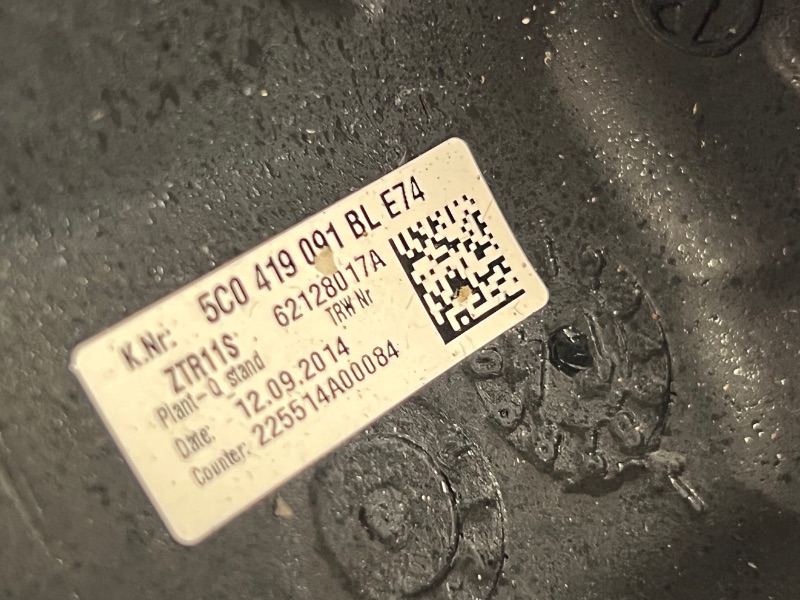 K.Nr: 5C0 419 091 BL E74
ZTR11S 62128017A
Plant-Q_stand TRW Nr
Date: 12.09.2014
Counter: 225514A00084